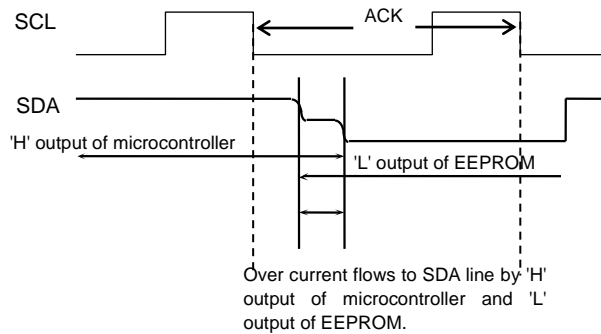 SCL
ACK
SDA
'H' output of microcontroller
'L' output of EEPROM
Over current flows to SDA line by 'H'
output of microcontroller and 'L'
output of EEPROM.